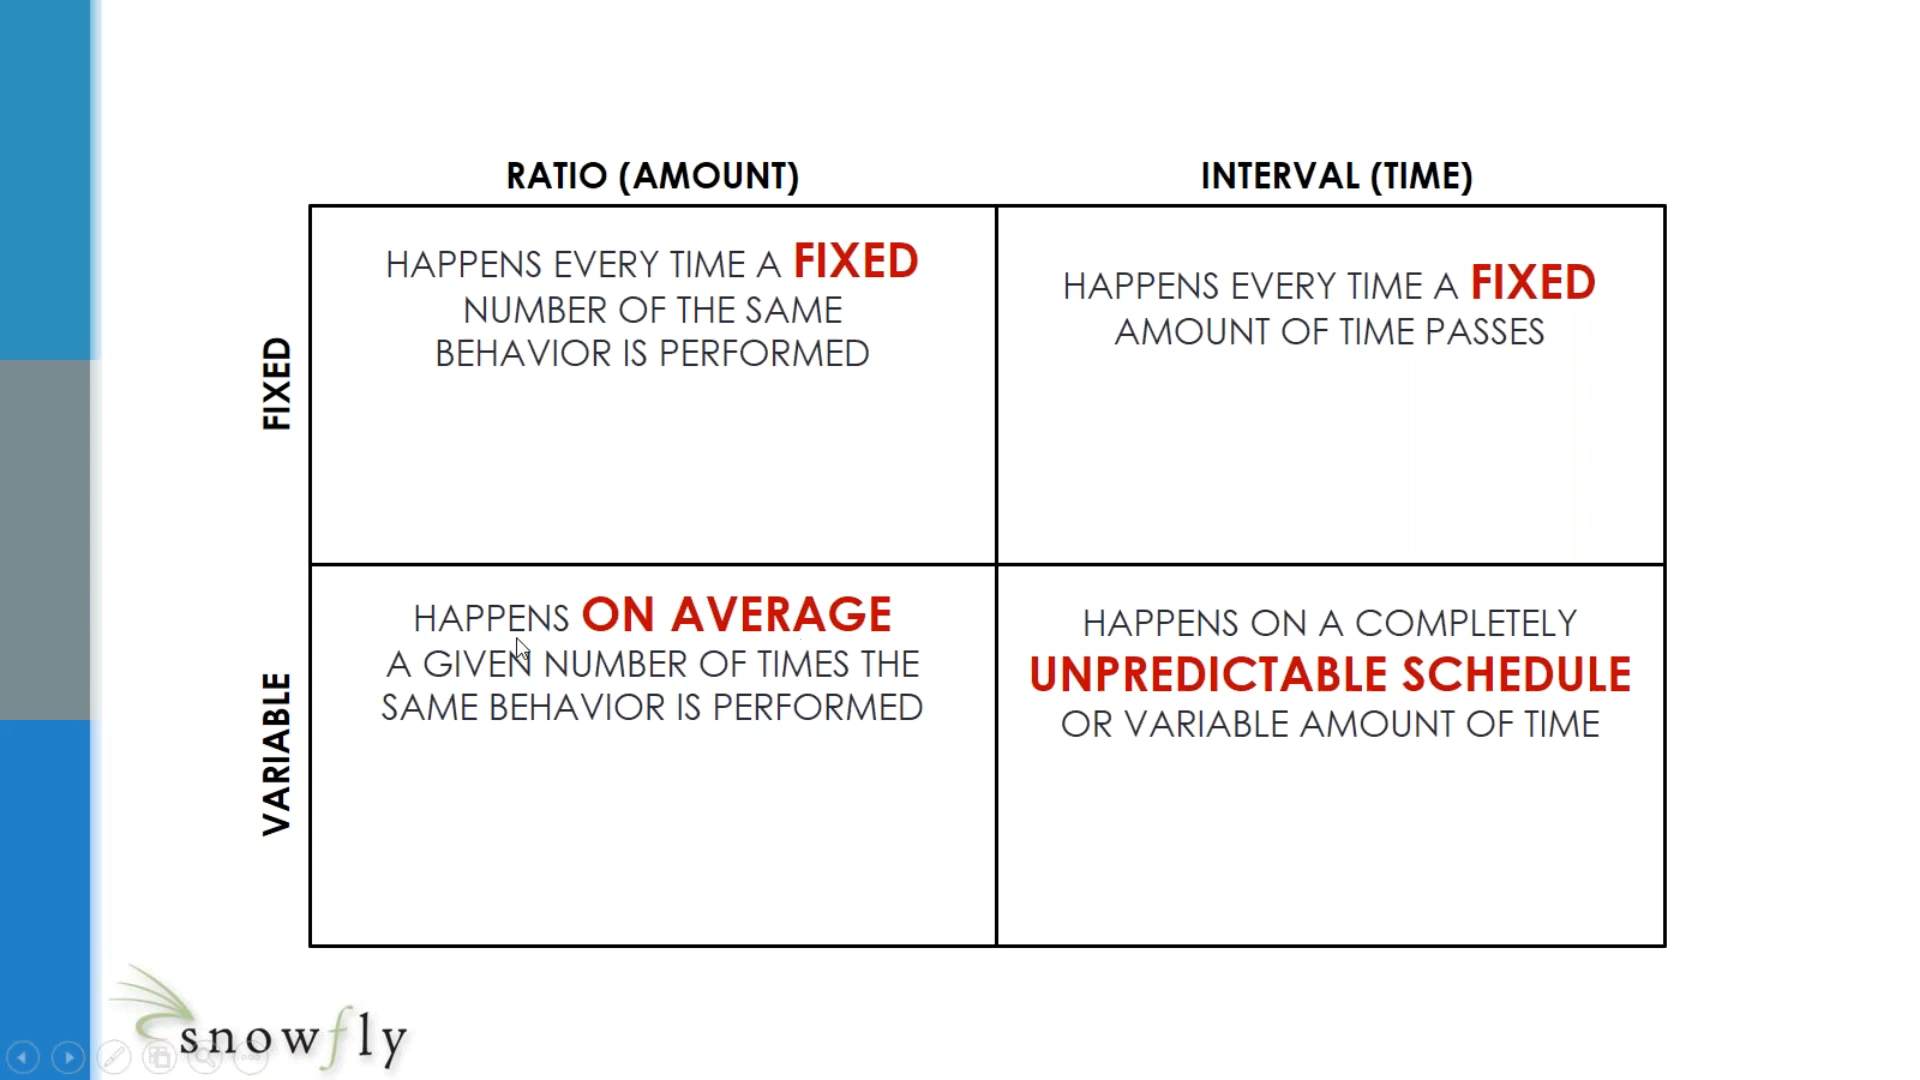 RATIO (AMOUNT)
INTERVAL (TIME)
FIXED
HAPPENS EVERY TIME A FIXED
NUMBER OF THE SAME
BEHAVIOR IS PERFORMED
HAPPENS EVERY TIME A FIXED
AMOUNT OF TIME PASSES
VARIABLE
HAPPENS ON AVERAGE
A GIVEN NUMBER OF TIMES THE
SAME BEHAVIOR IS PERFORMED
HAPPENS ON A COMPLETELY
UNPREDICTABLE SCHEDULE
OR VARIABLE AMOUNT OF TIME
snowfly